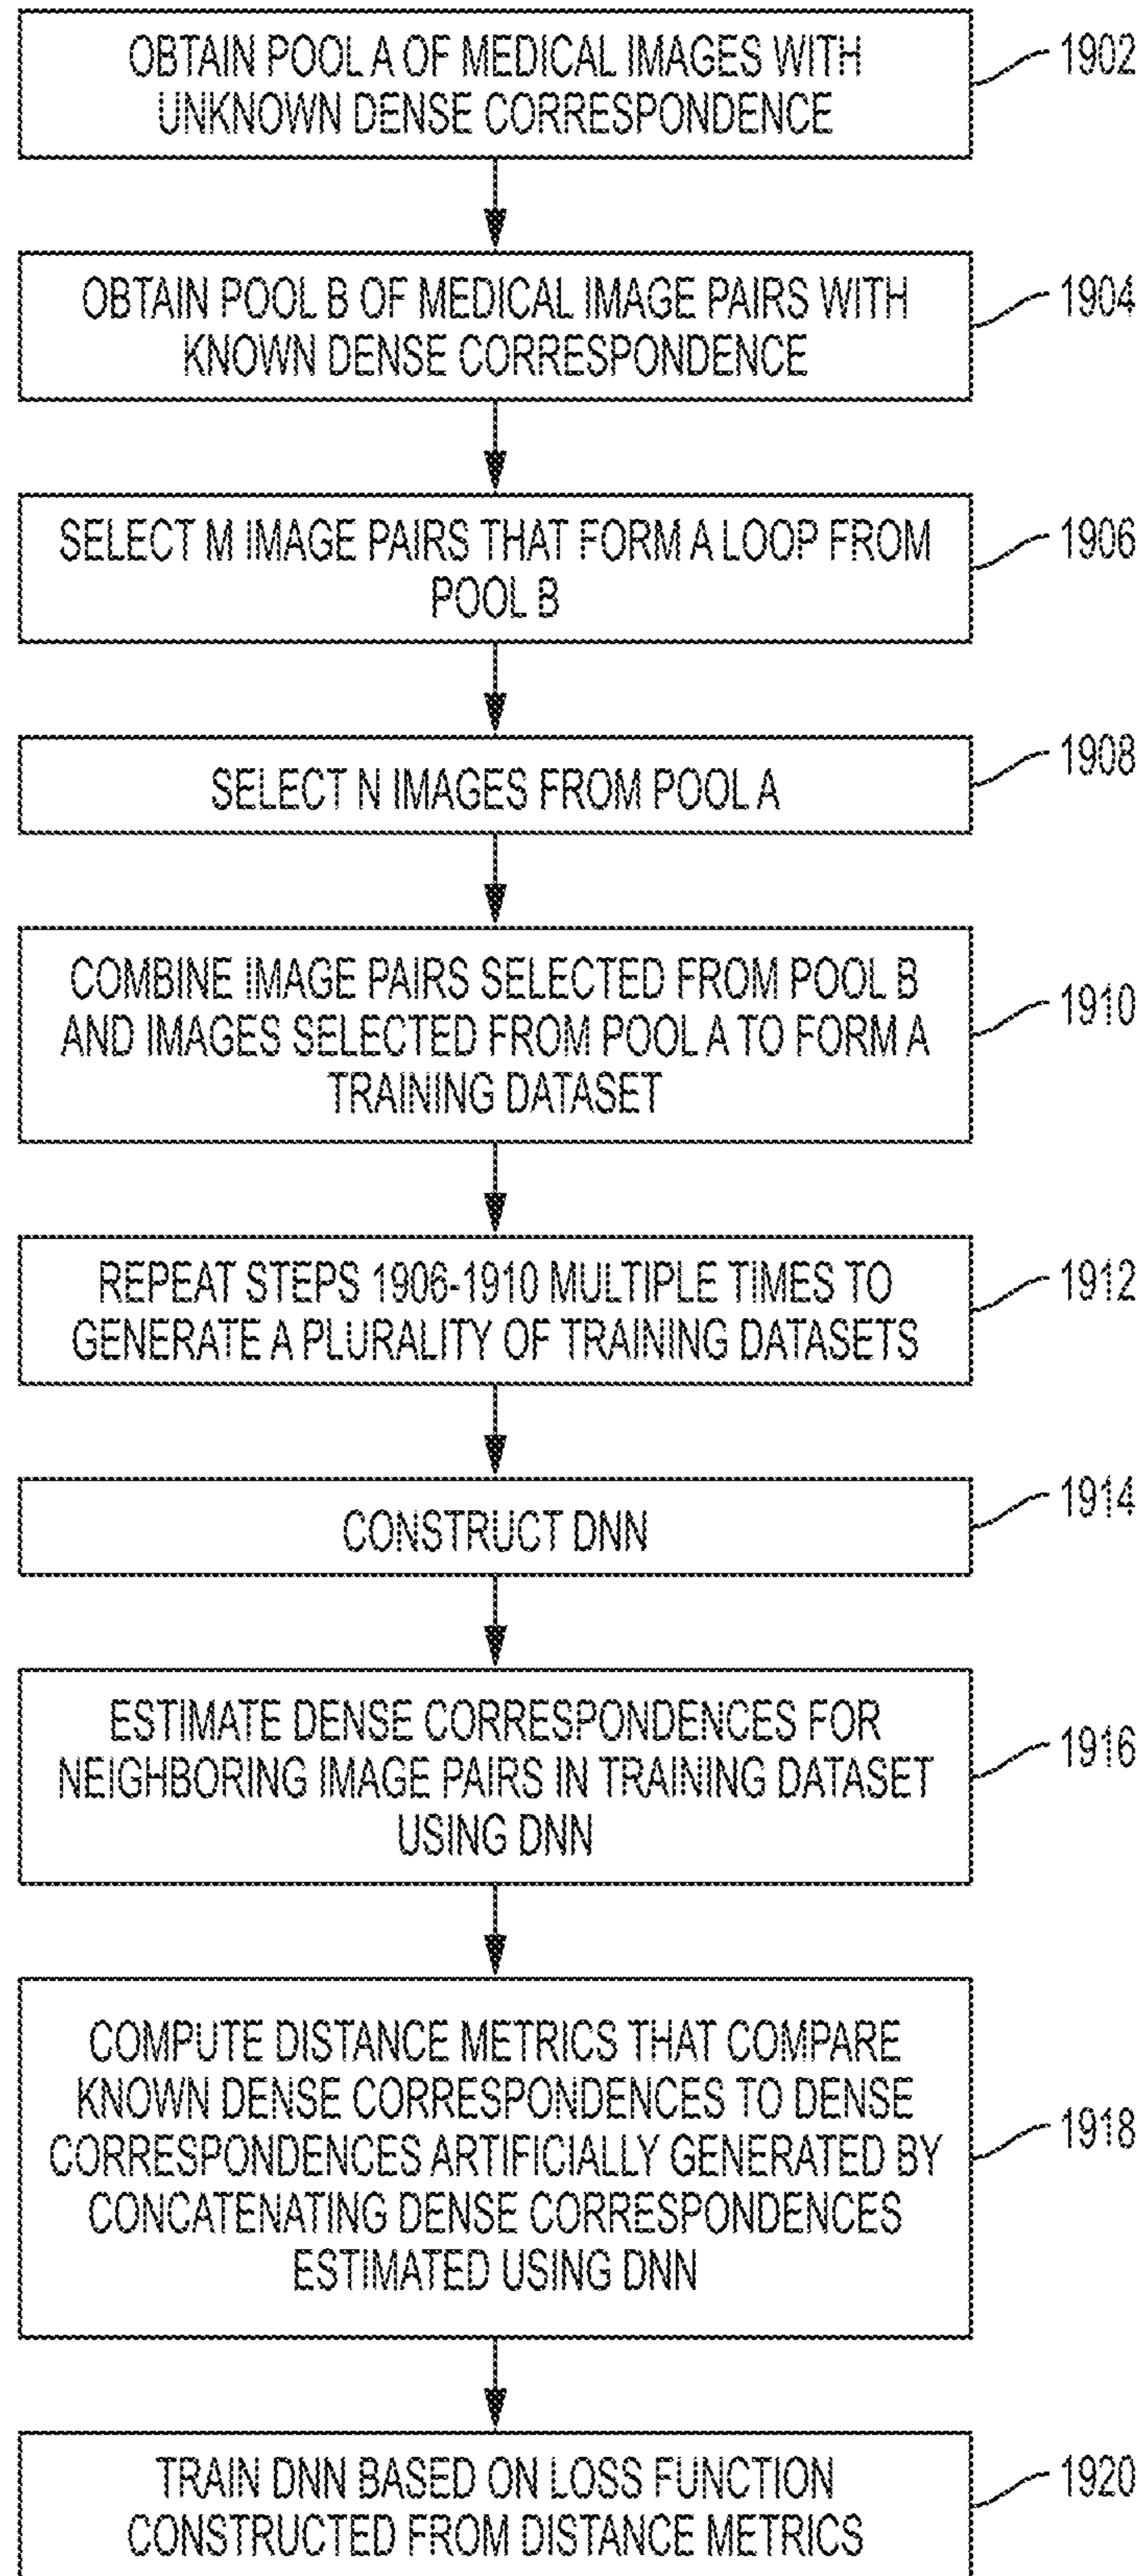 OBTAIN POOL A OF MEDICAL IMAGES WITH
UNKNOWN DENSE CORRESPONDENCE
1902
OBTAIN POOL B OF MEDICAL IMAGE PAIRS WITH
KNOWN DENSE CORRESPONDENCE
1904
SELECT M IMAGE PAIRS THAT FORM A LOOP FROM
POOL B
1906
SELECT N IMAGES FROM POOL A
1908
COMBINE IMAGE PAIRS SELECTED FROM POOL B
AND IMAGES SELECTED FROM POOL A TO FORM A
TRAINING DATASET
1910
REPEAT STEPS 1906-1910 MULTIPLE TIMES TO
GENERATE A PLURALITY OF TRAINING DATASETS
1912
CONSTRUCT DNN
1914
ESTIMATE DENSE CORRESPONDENCES FOR
NEIGHBORING IMAGE PAIRS IN TRAINING DATASET
USING DNN
1916
COMPUTE DISTANCE METRICS THAT COMPARE
KNOWN DENSE CORRESPONDENCES TO DENSE
CORRESPONDENCES ARTIFICIALLY GENERATED BY
CONCATENATING DENSE CORRESPONDENCES
ESTIMATED USING DNN
1918
TRAIN DNN BASED ON LOSS FUNCTION
CONSTRUCTED FROM DISTANCE METRICS
1920